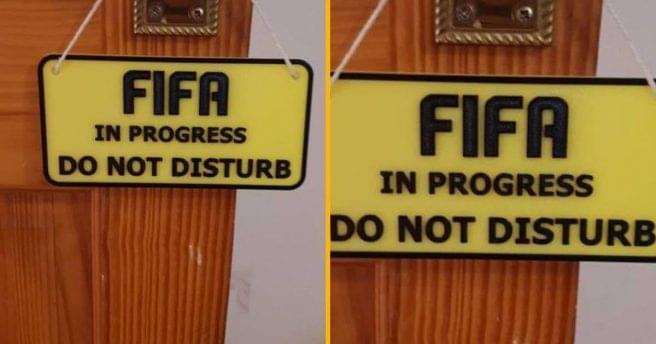 FIFA
IN PROGRESS
DO NOT DISTURB
FIFA
IN PROGRESS
DO NOT DISTURB